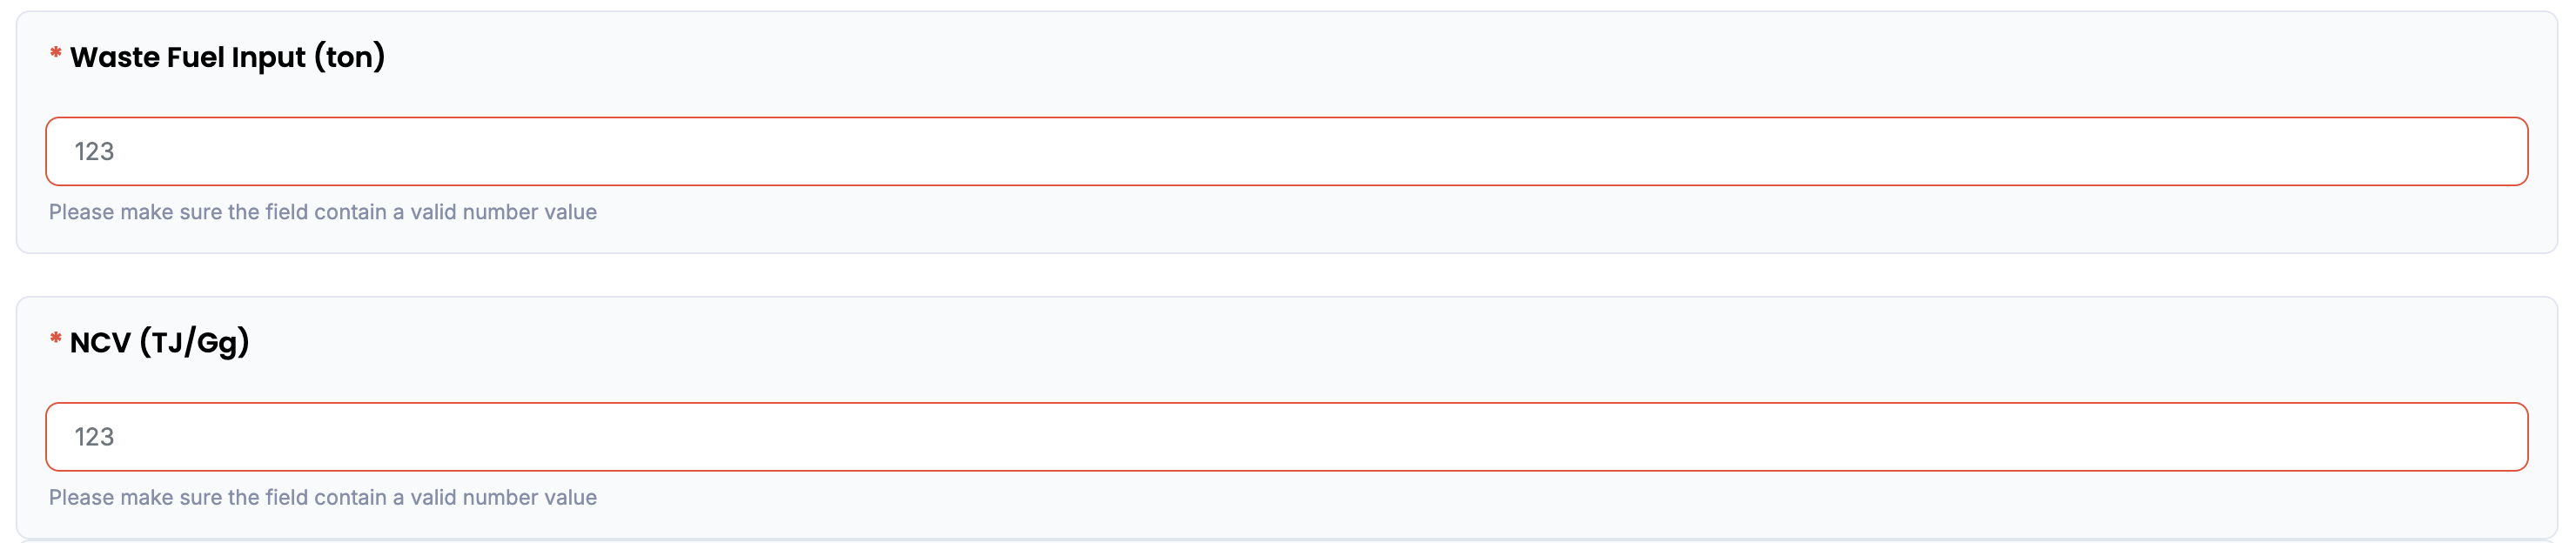 * Waste Fuel Input (ton)
123
Please make sure the field contain a valid number value
* NCV (TJ/Gg)
123
Please make sure the field contain a valid number value